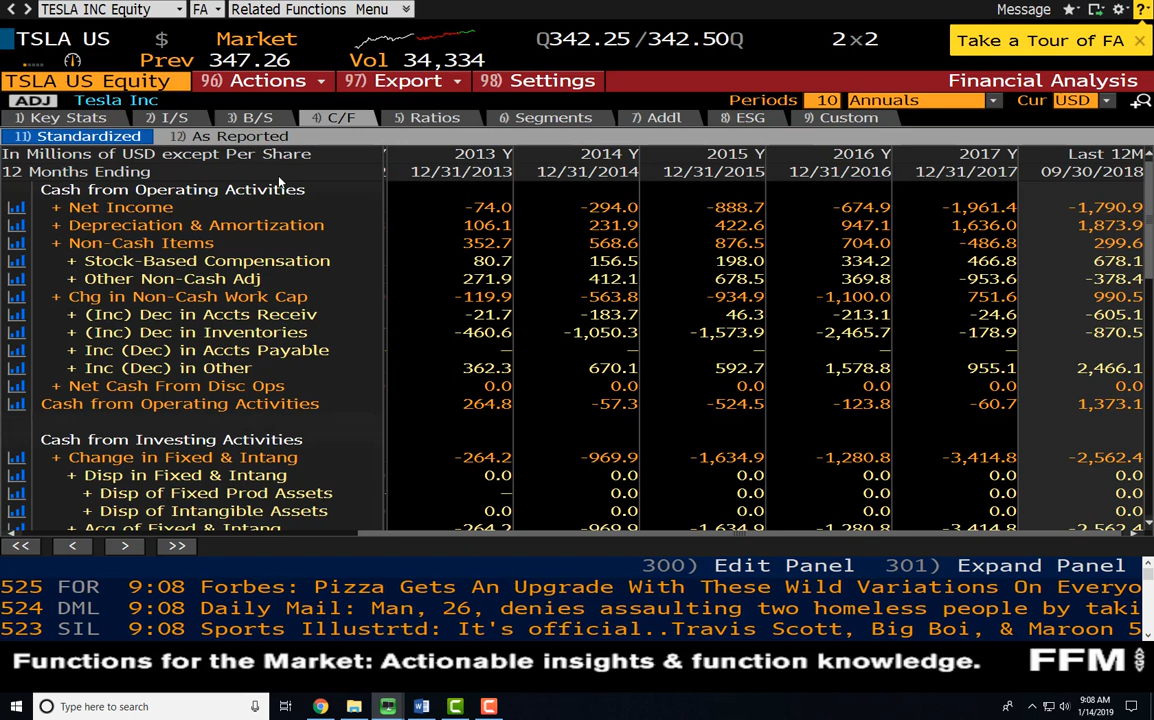 TESLA INC Equity FA Related Functions Menu Message ?
TSLA US $ Market Q342.25/342.50Q 2×2 Take a Tour of FA ×
Prev 347.26 Vol 34,334
TSLA US Equity 96) Actions 97) Export 98) Settings Financial Analysis
ADJ Tesla Inc Periods 10 Annuals Cur USD
1) Key Stats 2) I/S 3) B/S 4) C/F 5) Ratios 6) Segments 7) Addl 8) ESG 9) Custom
11) Standardized 12) As Reported
In Millions of USD except Per Share 2013 Y 2014 Y 2015 Y 2016 Y 2017 Y Last 12M
12 Months Ending 12/31/2013 12/31/2014 12/31/2015 12/31/2016 12/31/2017 09/30/2018
Cash from Operating Activities
+ Net Income -74.0 -294.0 -888.7 -674.9 -1,961.4 -1,790.9
+ Depreciation & Amortization 106.1 231.9 422.6 947.1 1,636.0 1,873.9
+ Non-Cash Items 352.7 568.6 876.5 704.0 -486.8 299.6
+ Stock-Based Compensation 80.7 156.5 198.0 334.2 466.8 678.1
+ Other Non-Cash Adj 271.9 412.1 678.5 369.8 -953.6 -378.4
+ Chg in Non-Cash Work Cap -119.9 -563.8 -934.9 -1,100.0 751.6 990.5
+ (Inc) Dec in Accts Receiv -21.7 -183.7 46.3 -213.1 -24.6 -605.1
+ (Inc) Dec in Inventories -460.6 -1,050.3 -1,573.9 -2,465.7 -178.9 -870.5
+ Inc (Dec) in Accts Payable — — — — — —
+ Inc (Dec) in Other 362.3 670.1 592.7 1,578.8 955.1 2,466.1
+ Net Cash From Disc Ops 0.0 0.0 0.0 0.0 0.0 0.0
Cash from Operating Activities 264.8 -57.3 -524.5 -123.8 -60.7 1,373.1
Cash from Investing Activities
+ Change in Fixed & Intang -264.2 -969.9 -1,634.9 -1,280.8 -3,414.8 -2,562.4
+ Disp in Fixed & Intang 0.0 0.0 0.0 0.0 0.0 0.0
+ Disp of Fixed Prod Assets — 0.0 0.0 0.0 0.0 0.0
+ Disp of Intangible Assets 0.0 0.0 0.0 0.0 0.0 0.0
+ Acq of Fixed & Intang -264.2 -969.9 -1,634.9 -1,280.8 -3,414.8 -2,562.4
<< < > >>
300) Edit Panel 301) Expand Panel
525 FOR 9:08 Forbes: Pizza Gets An Upgrade With These Wild Variations On Everyo
524 DML 9:08 Daily Mail: Man, 26, denies assaulting two homeless people by taki
523 SIL 9:08 Sports Illustrtd: It's official..Travis Scott, Big Boi, & Maroon 5
Functions for the Market: Actionable insights & function knowledge. FFM
Type here to search 9:08 AM
1/14/2019